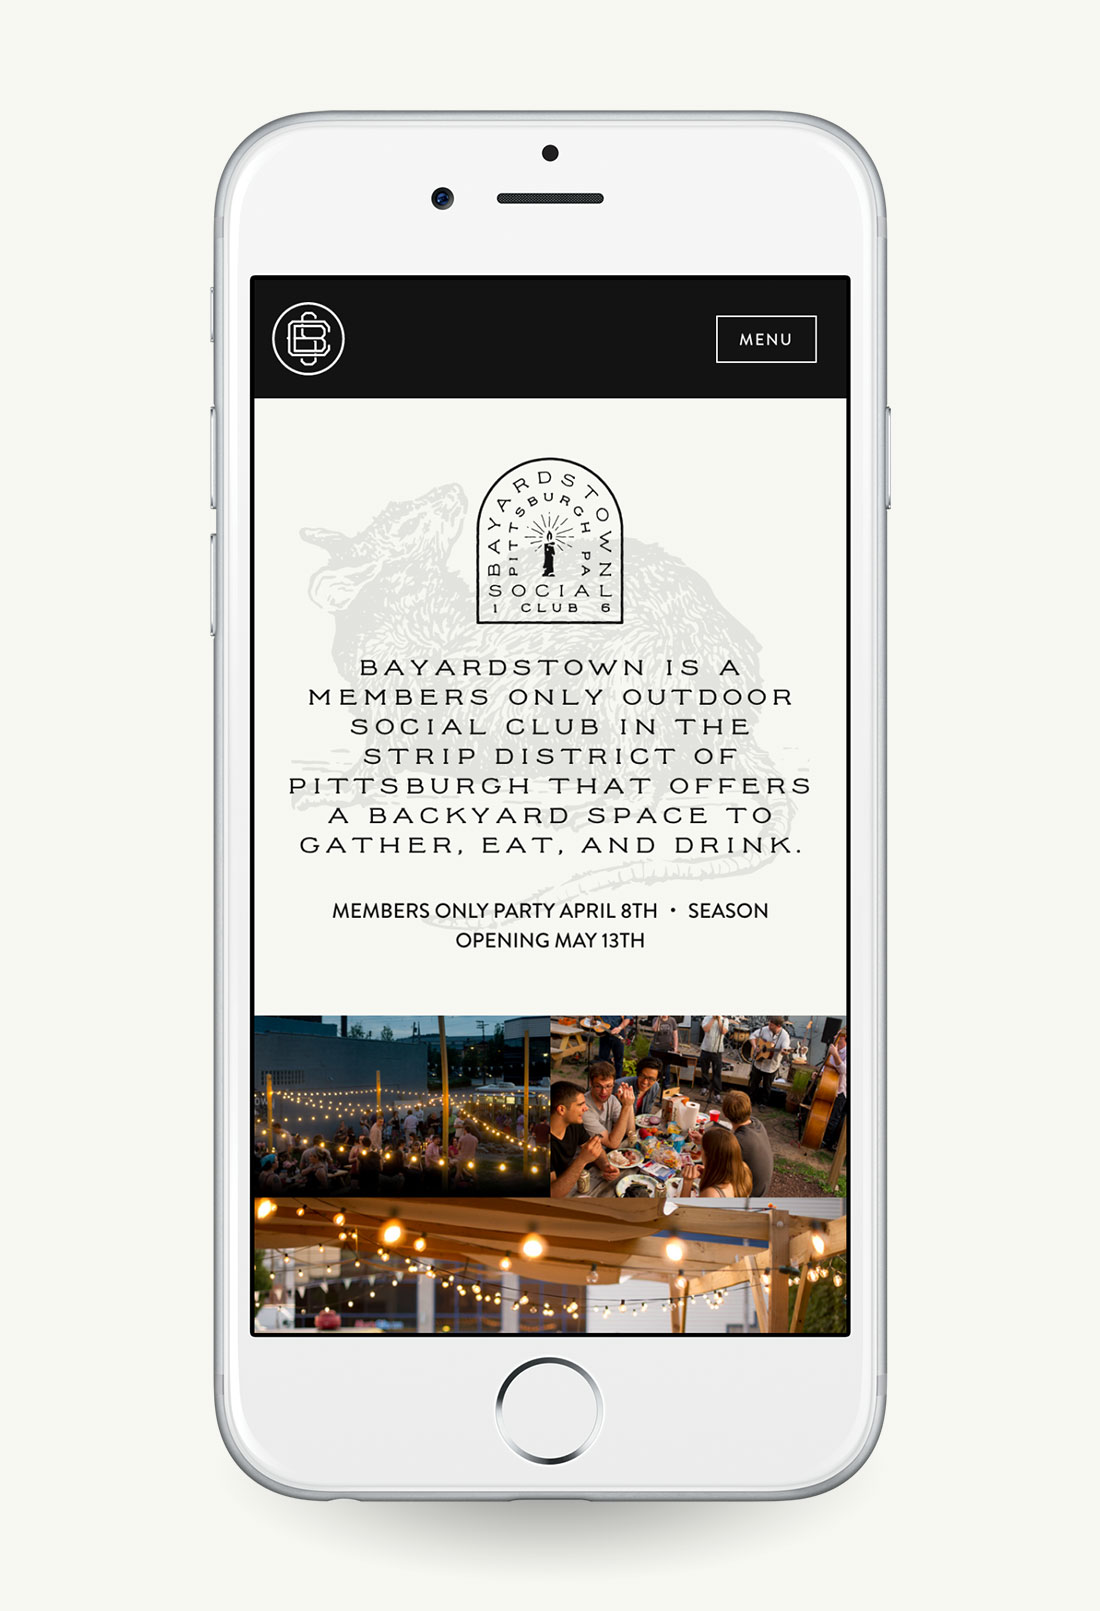 BSC
MENU
BAYARDSTOWN
PITTSBURGH PA
SOCIAL
1 CLUB 6
BAYARDSTOWN IS A
MEMBERS ONLY OUTDOOR
SOCIAL CLUB IN THE
STRIP DISTRICT OF
PITTSBURGH THAT OFFERS
A BACKYARD SPACE TO
GATHER, EAT, AND DRINK.
MEMBERS ONLY PARTY APRIL 8TH • SEASON
OPENING MAY 13TH